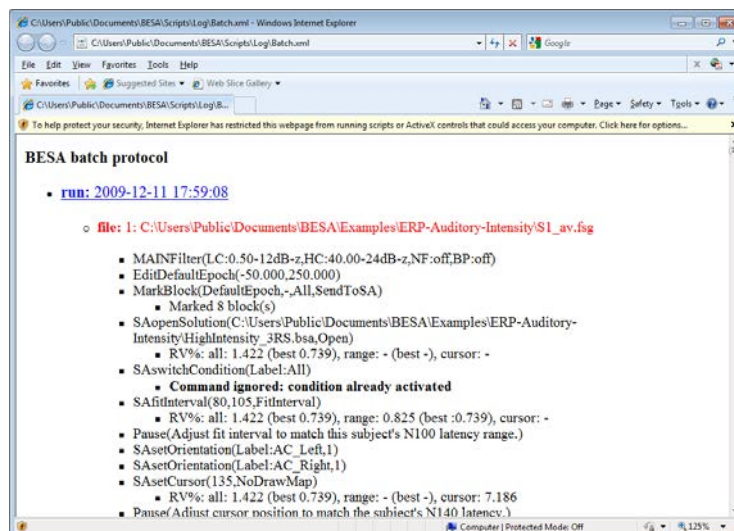 C:\Users\Public\Documents\BESA\Scripts\Log\Batch.xml - Windows Internet Explorer
C:\Users\Public\Documents\BESA\Scripts\Log\Batch.xml
Google
File Edit View Favorites Tools Help
Favorites Suggested Sites Web Slice Gallery
C:\Users\Public\Documents\BESA\Scripts\Log\B...
Page Safety Tools
To help protect your security, Internet Explorer has restricted this webpage from running scripts or ActiveX controls that could access your computer. Click here for options...
BESA batch protocol
run: 2009-12-11 17:59:08
file: 1: C:\Users\Public\Documents\BESA\Examples\ERP-Auditory-Intensity\S1_av.fsg
MAINFilter(LC:0.50-12dB-z,HC:40.00-24dB-z,NF:off,BP:off)
EditDefaultEpoch(-50.000,250.000)
MarkBlock(DefaultEpoch,-,All,SendToSA)
Marked 8 block(s)
SAopenSolution(C:\Users\Public\Documents\BESA\Examples\ERP-Auditory-
Intensity\HighIntensity_3RS.bsa,Open)
RV%: all: 1.422 (best 0.739), range: - (best -), cursor: -
SAswitchCondition(Label:All)
Command ignored: condition already activated
SAfitInterval(80,105,FitInterval)
RV%: all: 1.422 (best 0.739), range: 0.825 (best :0.739), cursor: -
Pause(Adjust fit interval to match this subject's N100 latency range.)
SAsetOrientation(Label:AC_Left,1)
SAsetOrientation(Label:AC_Right,1)
SAsetCursor(135,NoDrawMap)
RV%: all: 1.422 (best 0.739), range: - (best -), cursor: 7.186
Pause(Adjust cursor position to match the subject's N140 latency.)
Computer | Protected Mode: Off 125%